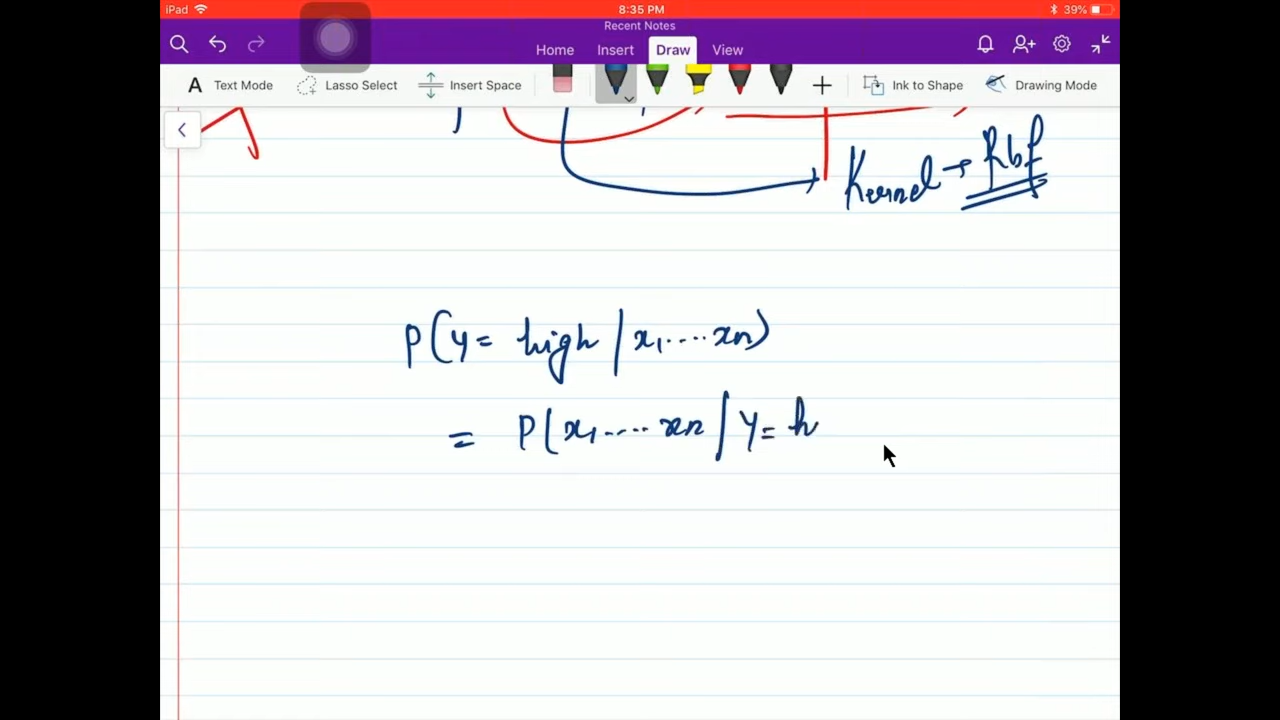 iPad 8:35 PM 39%
Recent Notes
Home Insert Draw View
A Text Mode Lasso Select Insert Space Ink to Shape Drawing Mode
Kernel → Rbf
P(y = high / x1....xn)
= P(x1....xn / y = h